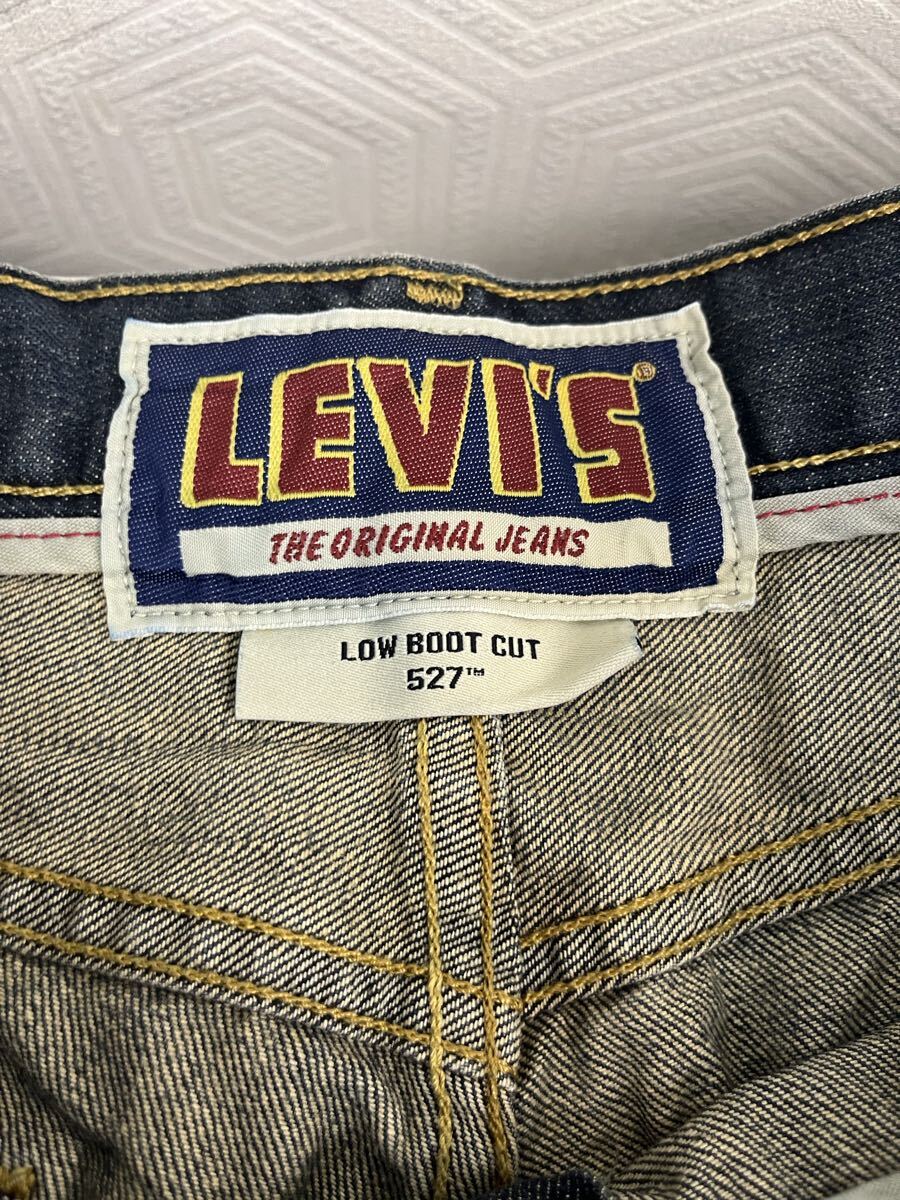 LEVI'S®
THE ORIGINAL JEANS
LOW BOOT CUT
527™